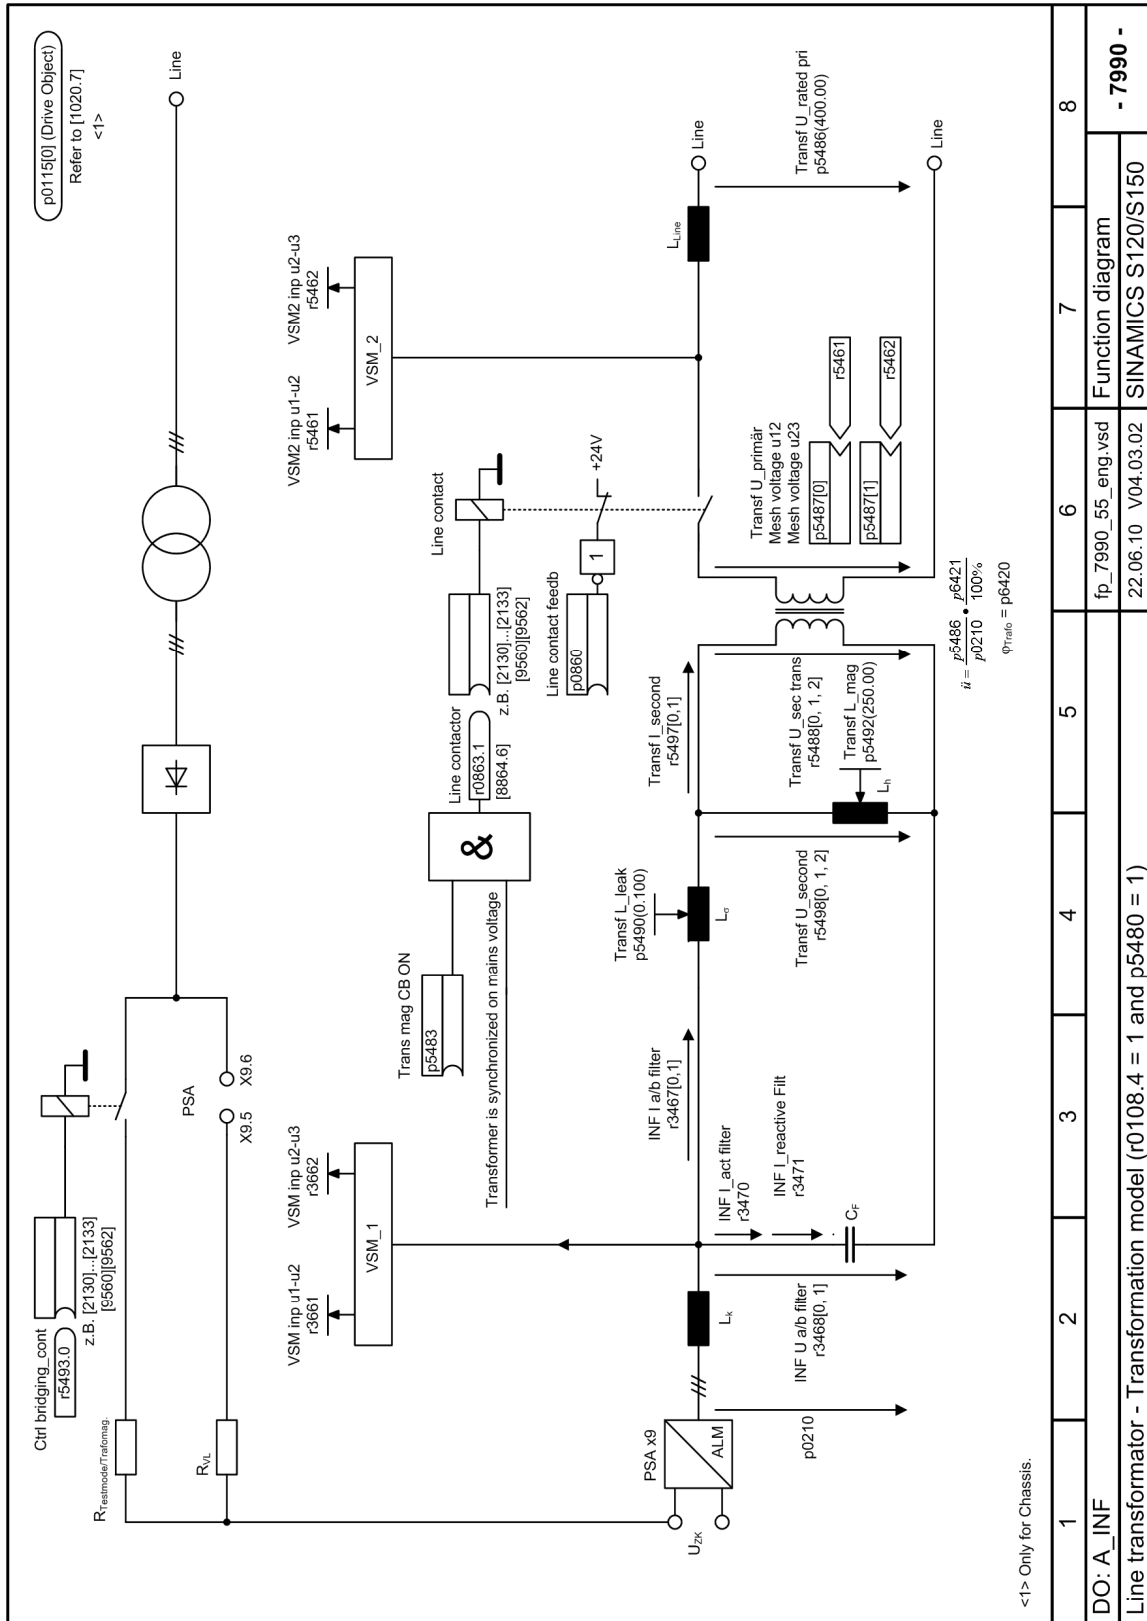 p0115[0] (Drive Object)
Refer to [1020.7]
<1>
Line
Ctrl bridging_cont
r5493.0
z.B. [2130]...[2133]
[9560][9562]
R Testmode/Trafomag.
R VL
PSA
X9.5
X9.6
VSM inp u1-u2
r3661
VSM inp u2-u3
r3662
VSM_1
Trans mag CB ON
p5483
Transformer is synchronized on mains voltage
&
Line contactor
r0863.1
[8864.6]
z.B. [2130]...[2133]
[9560][9562]
Line contact
Line contact feedb
p0860
1
+24V
VSM2 inp u1-u2
r5461
VSM2 inp u2-u3
r5462
VSM_2
PSA x9
ALM
U ZK
p0210
L k
INF U a/b filter
r3468[0, 1]
INF I_act filter
r3470
INF I_reactive Filt
r3471
C F
INF I a/b filter
r3467[0,1]
Transf L_leak
p5490(0.100)
L σ
Transf U_second
r5498[0, 1, 2]
Transf I_second
r5497[0,1]
Transf U_sec trans
r5488[0, 1, 2]
Transf L_mag
p5492(250.00)
L h
Transf U_primär
Mesh voltage u12
Mesh voltage u23
p5487[0]
r5461
p5487[1]
r5462
L Line
Line
Transf U_rated pri
p5486(400.00)
Line
ü = p5486 / p0210 • p6421 / 100%
φ Trafo = p6420
<1> Only for Chassis.
1 2 3 4 5 6 7 8
DO: A_INF
fp_7990_55_eng.vsd
Function diagram
- 7990 -
Line transformator - Transformation model (r0108.4 = 1 and p5480 = 1)
22.06.10 V04.03.02
SINAMICS S120/S150